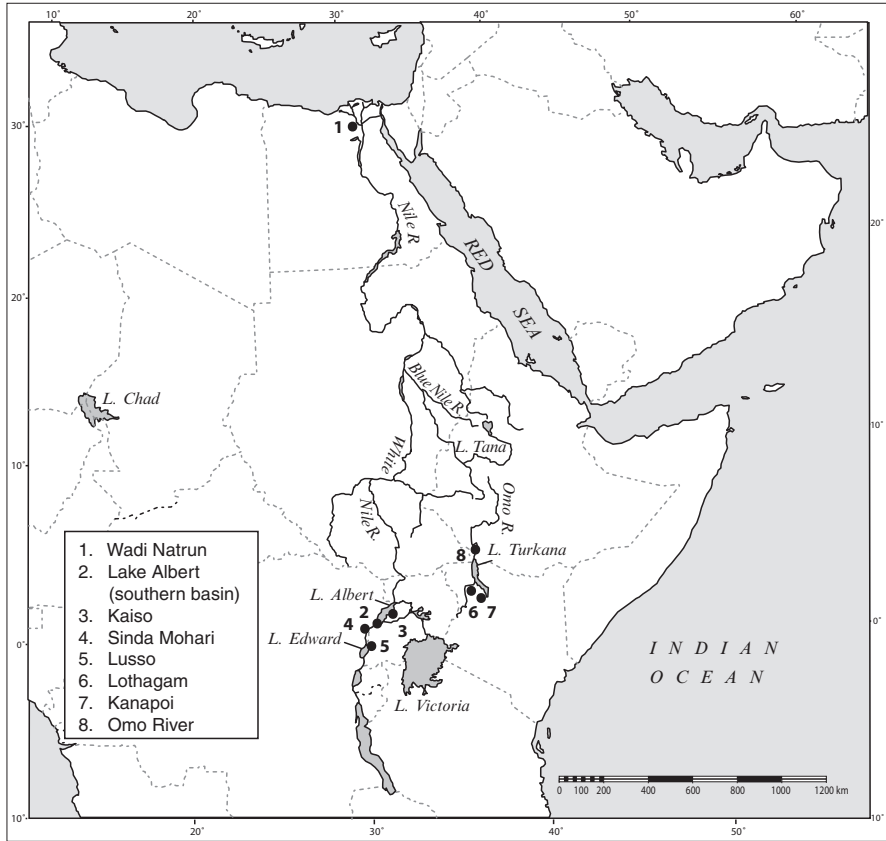 10°
20°
30°
40°
50°
60°
30°
30°
1
Nile R
RED
SEA
20°
20°
L. Chad
Blue Nile R.
L. Tana
White
Nile R.
Omo R.
10°
10°
8
L. Turkana
6
7
1. Wadi Natrun
2. Lake Albert
(southern basin)
3. Kaiso
4. Sinda Mohari
5. Lusso
6. Lothagam
7. Kanapoi
8. Omo River
L. Albert
2
4
3
L. Edward
5
L. Victoria
INDIAN
OCEAN
0°
0°
0 100 200 400 600 800 1000 1200 km
10°
10°
20°
30°
40°
50°